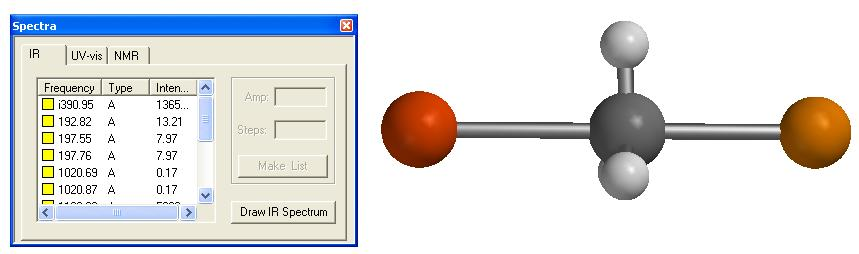 Spectra
IR UV-vis NMR
Frequency Type Inten...
i390.95 A 1365...
192.82 A 13.21
197.55 A 7.97
197.76 A 7.97
1020.69 A 0.17
1020.87 A 0.17
Amp:
Steps:
Make List
Draw IR Spectrum